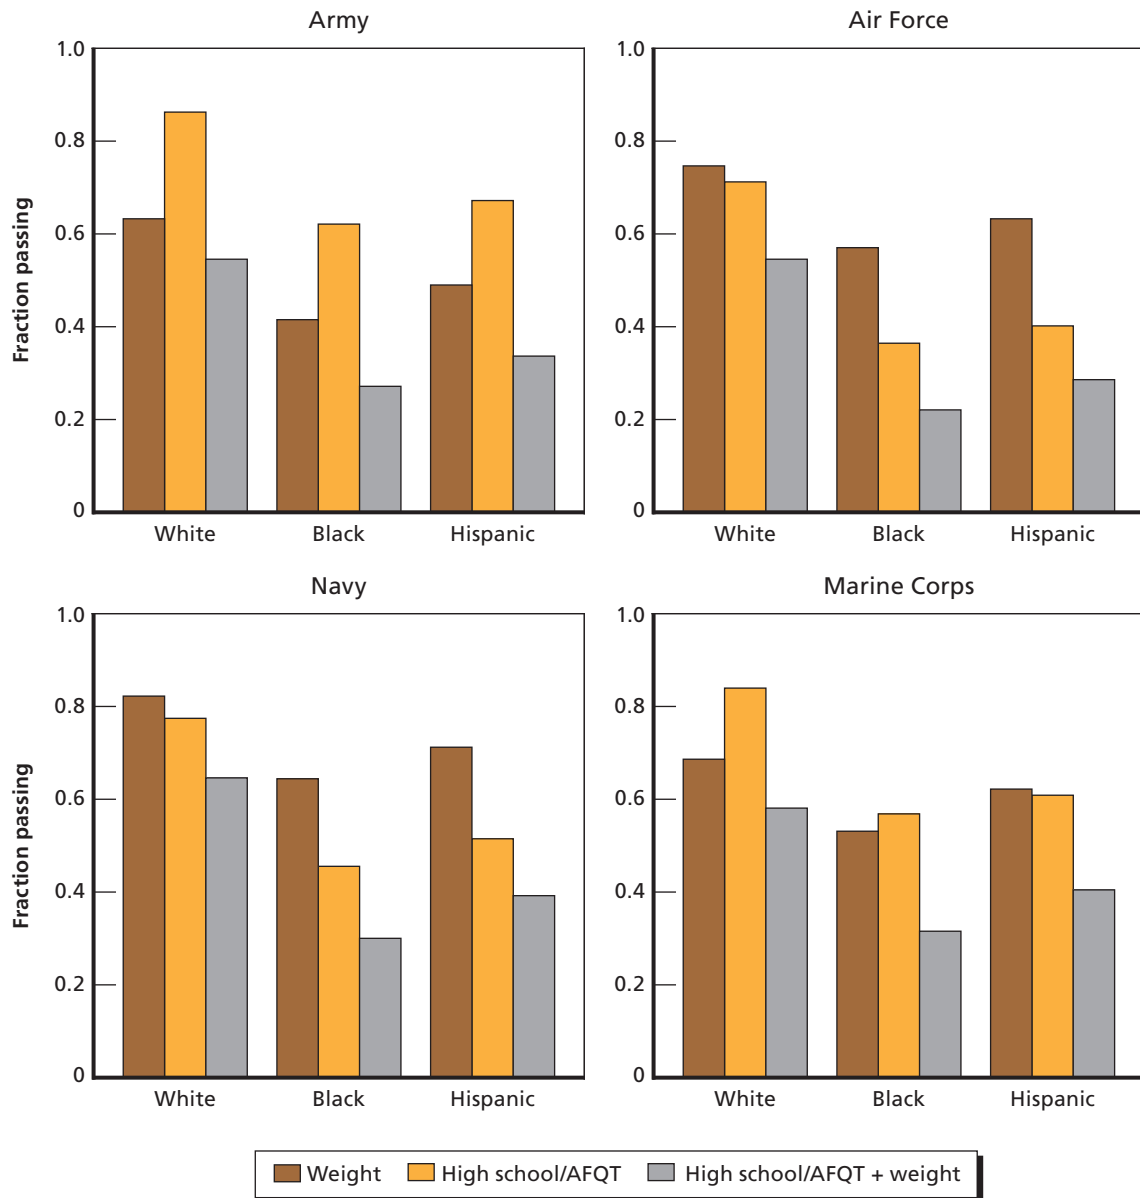 Army
Air Force
Fraction passing
1.0
0.8
0.6
0.4
0.2
0
White
Black
Hispanic
1.0
0.8
0.6
0.4
0.2
0
White
Black
Hispanic
Navy
Marine Corps
Fraction passing
1.0
0.8
0.6
0.4
0.2
0
White
Black
Hispanic
1.0
0.8
0.6
0.4
0.2
0
White
Black
Hispanic
Weight
High school/AFQT
High school/AFQT + weight